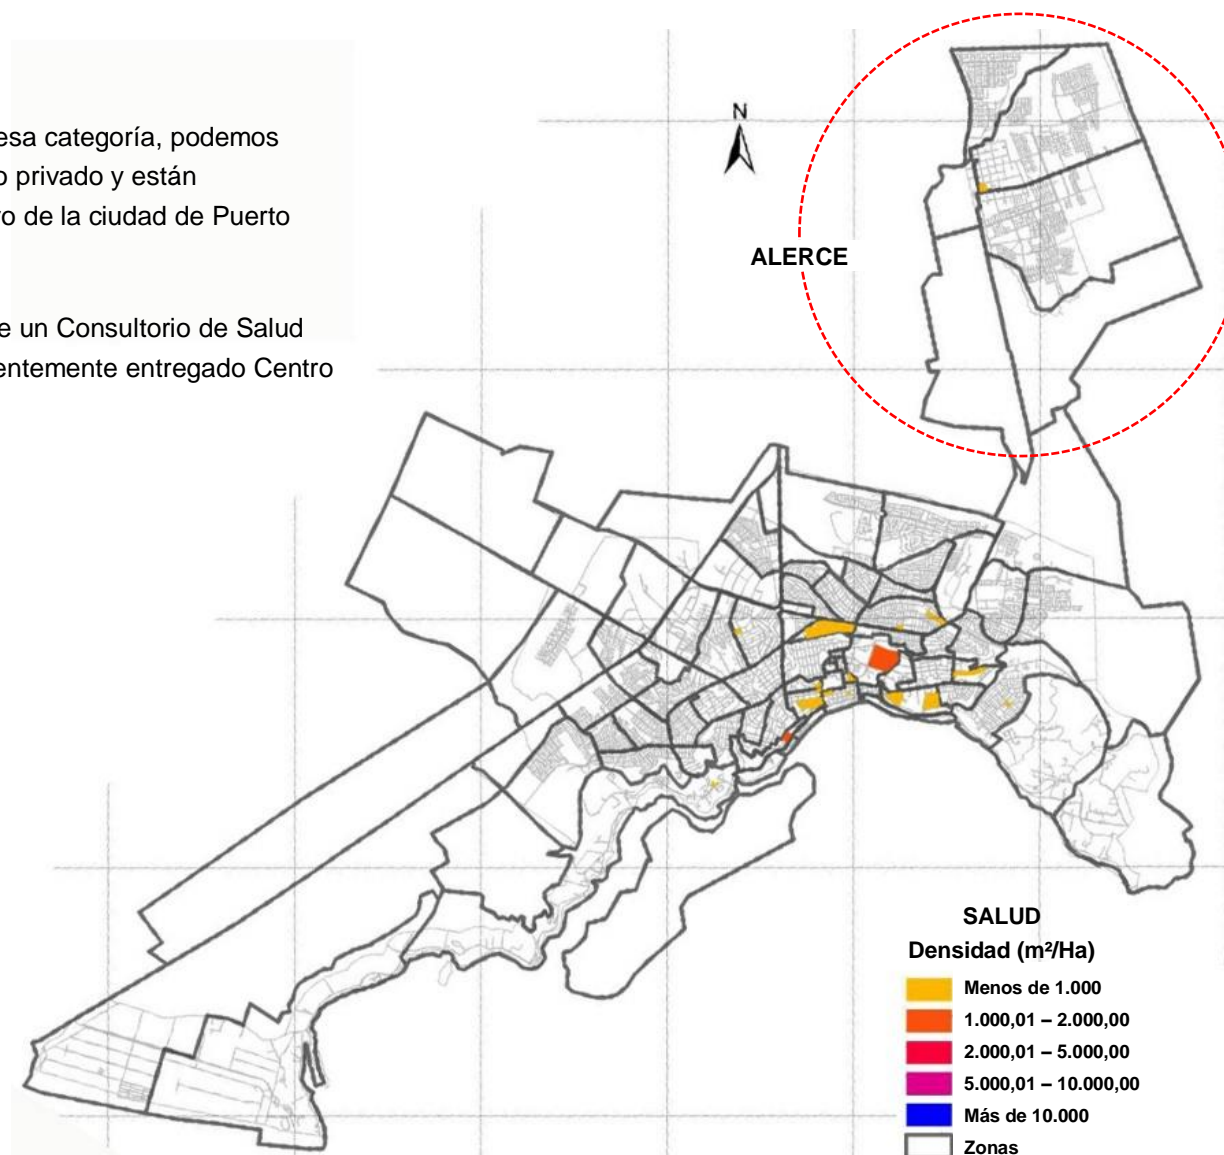 esa categoría, podemos
o privado y están
o de la ciudad de Puerto
e un Consultorio de Salud
entemente entregado Centro
N
ALERCE
SALUD
Densidad (m²/Ha)
Menos de 1.000
1.000,01 – 2.000,00
2.000,01 – 5.000,00
5.000,01 – 10.000,00
Más de 10.000
Zonas